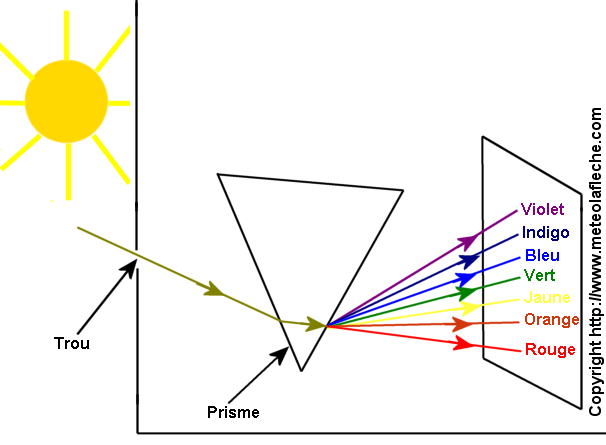 Violet
Indigo
Bleu
Vert
Jaune
Orange
Rouge
Trou
Prisme
Copyright http://www.meteolafleche.com